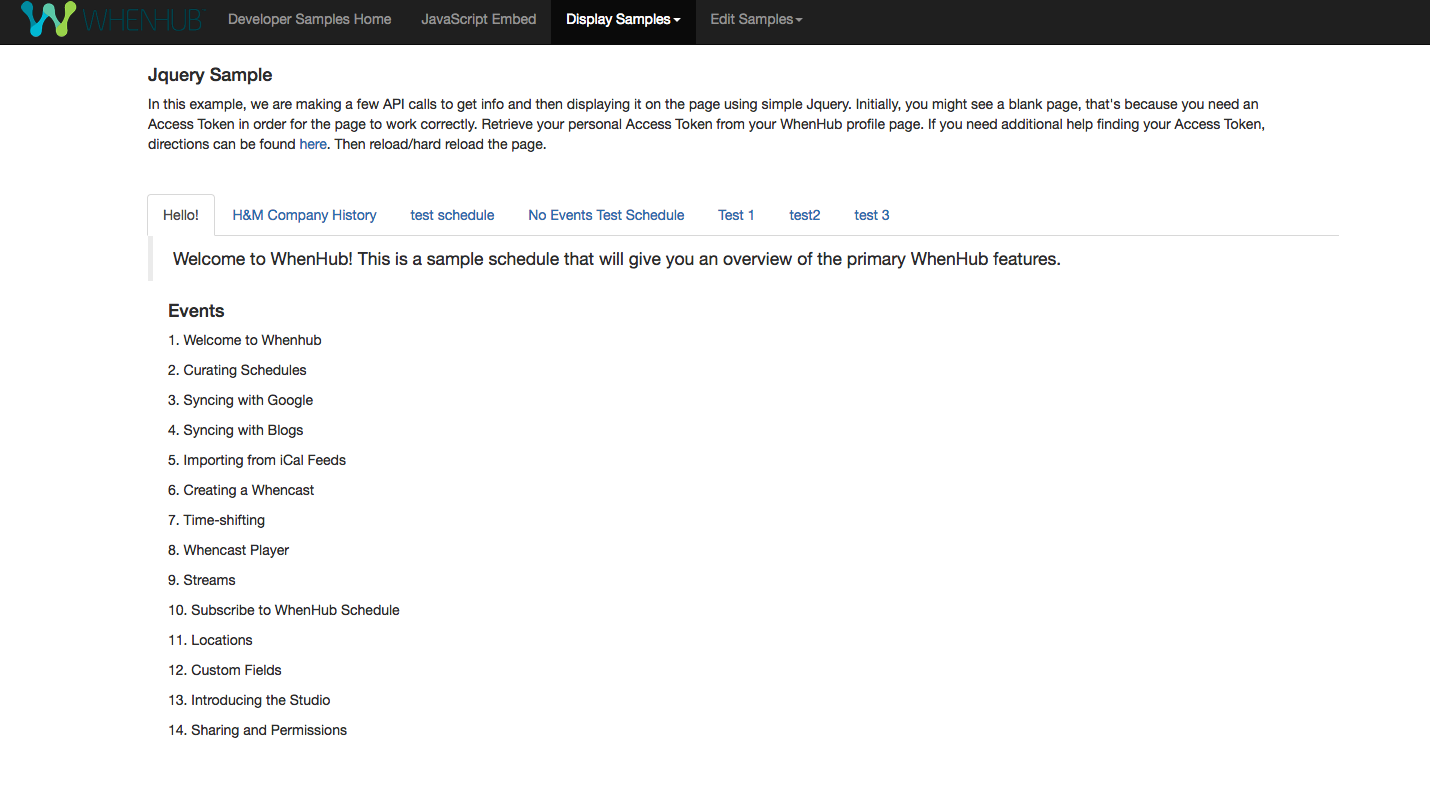 WHENHUB Developer Samples Home JavaScript Embed Display Samples Edit Samples
Jquery Sample
In this example, we are making a few API calls to get info and then displaying it on the page using simple Jquery. Initially, you might see a blank page, that's because you need an
Access Token in order for the page to work correctly. Retrieve your personal Access Token from your WhenHub profile page. If you need additional help finding your Access Token,
directions can be found here. Then reload/hard reload the page.
Hello! H&M Company History test schedule No Events Test Schedule Test 1 test2 test 3
Welcome to WhenHub! This is a sample schedule that will give you an overview of the primary WhenHub features.
Events
1. Welcome to Whenhub
2. Curating Schedules
3. Syncing with Google
4. Syncing with Blogs
5. Importing from iCal Feeds
6. Creating a Whencast
7. Time-shifting
8. Whencast Player
9. Streams
10. Subscribe to WhenHub Schedule
11. Locations
12. Custom Fields
13. Introducing the Studio
14. Sharing and Permissions